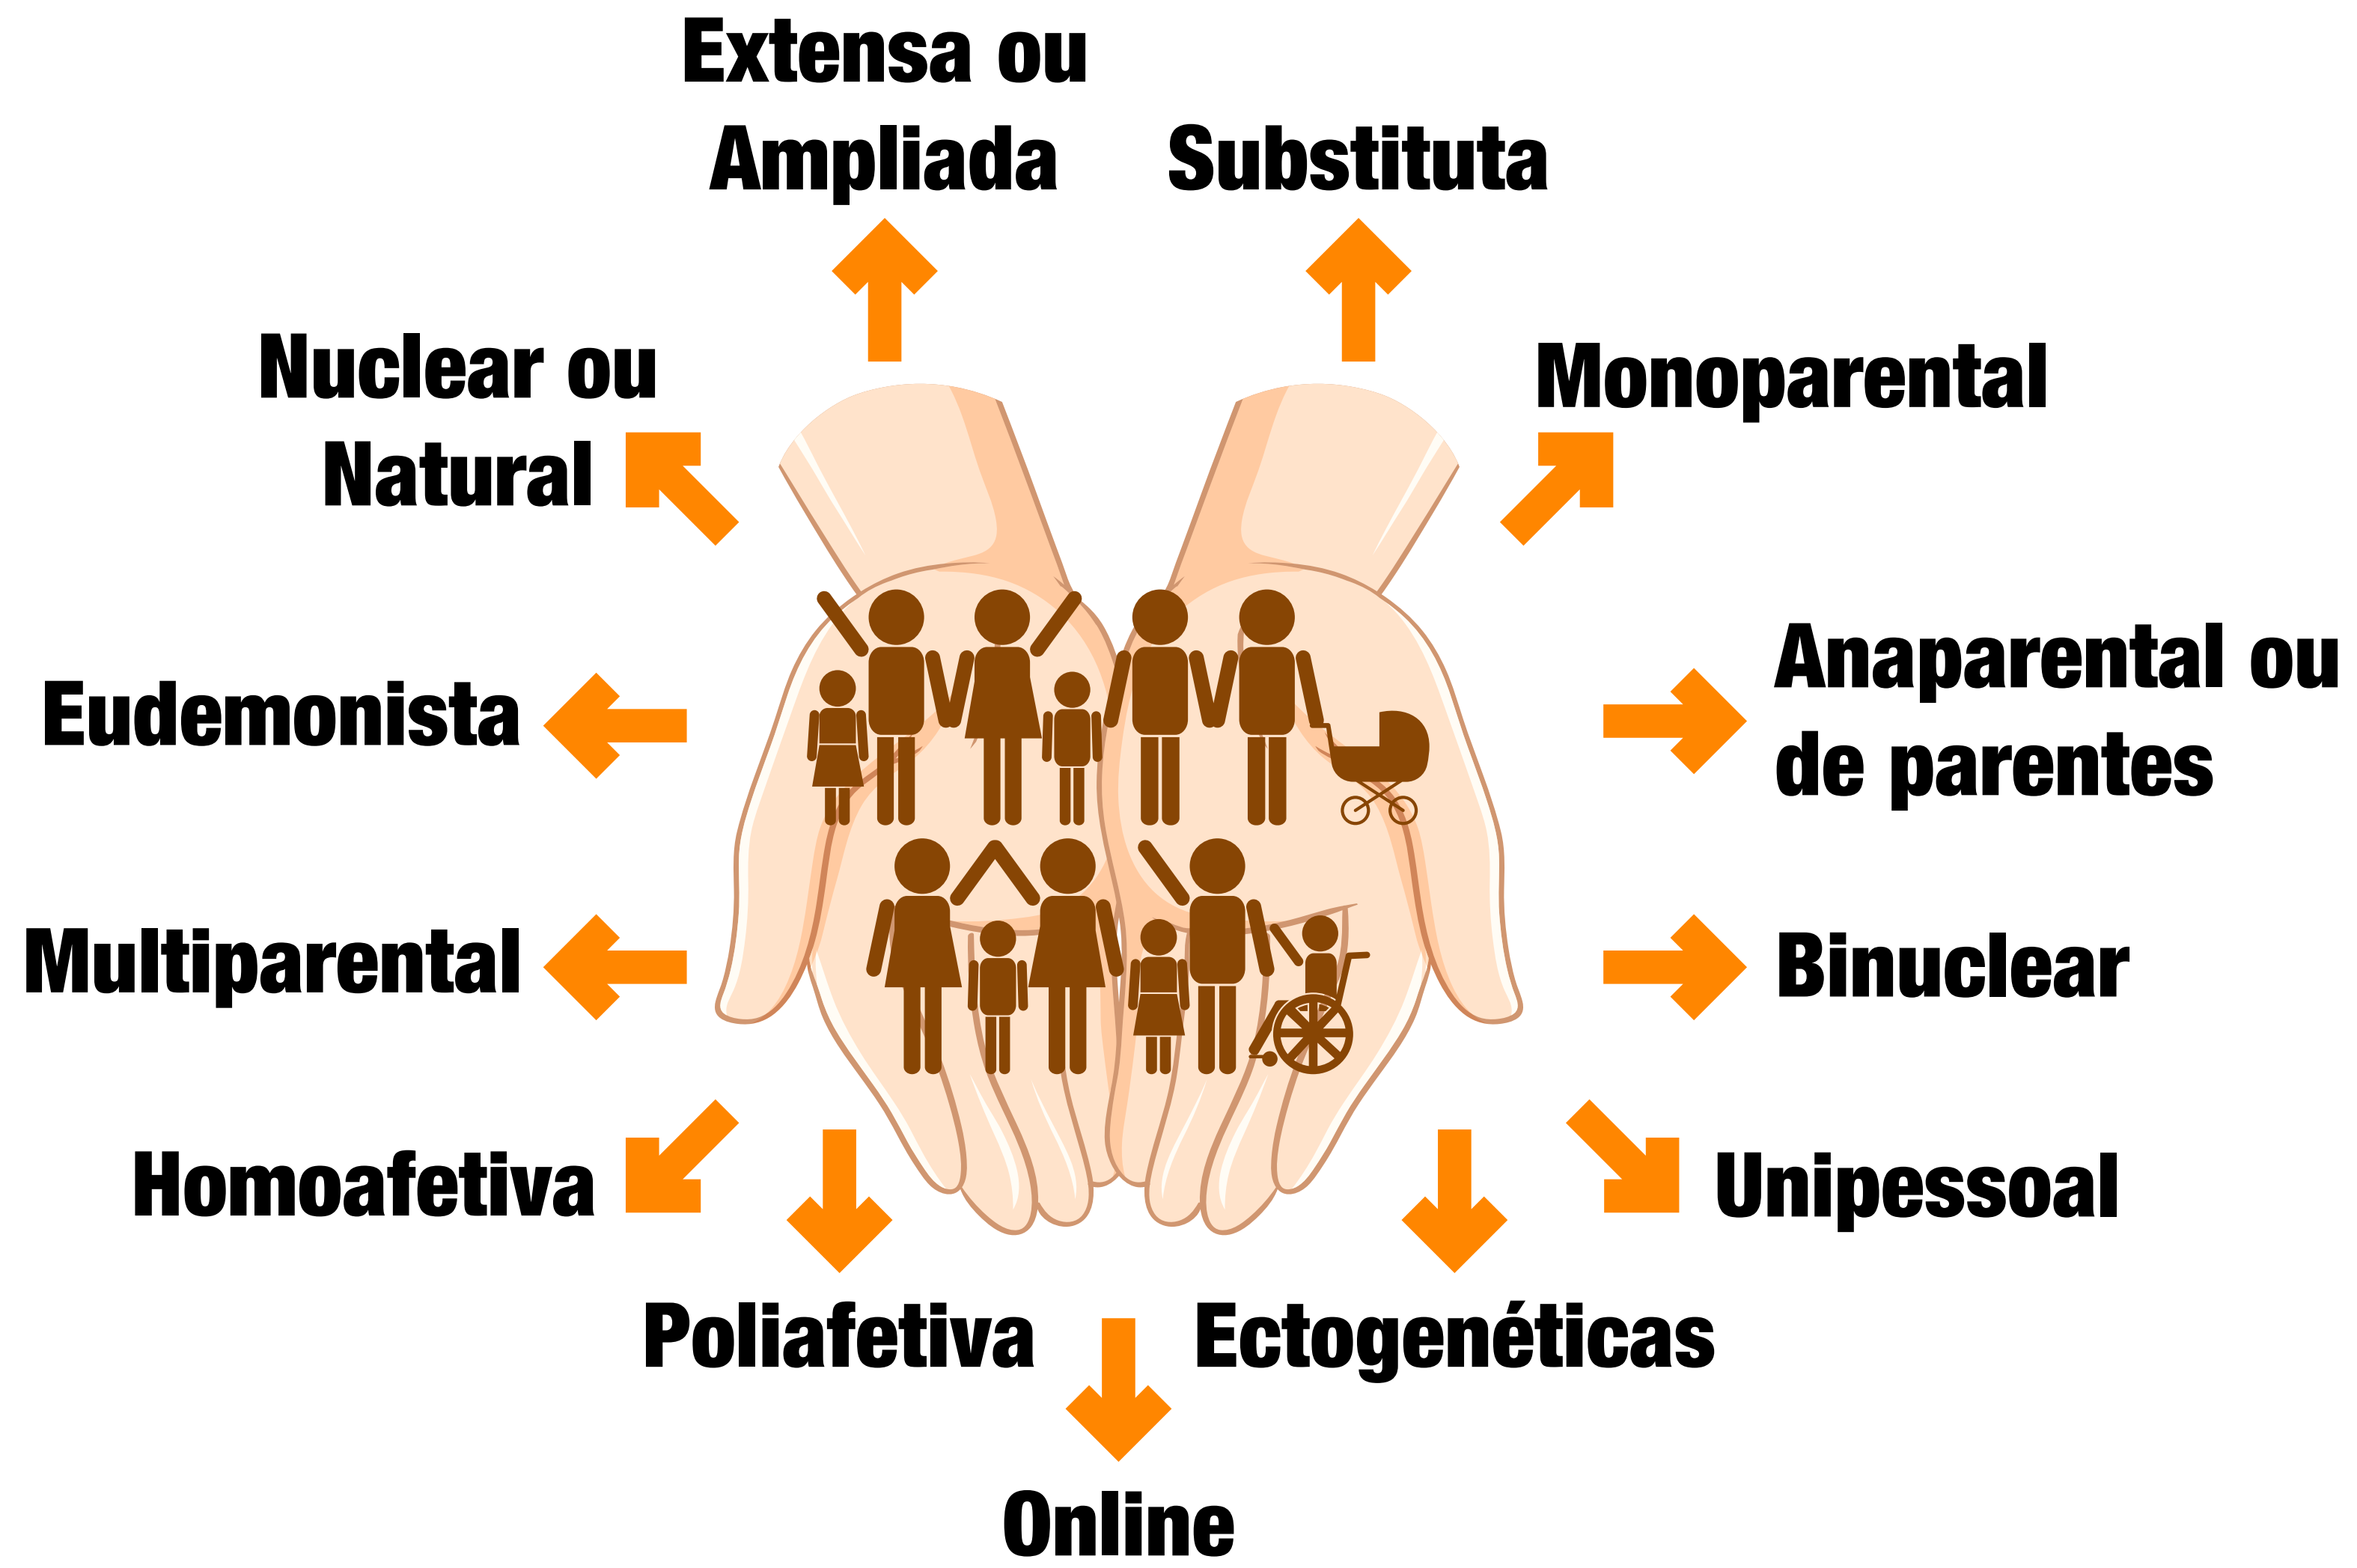 Extensa ou
Ampliada
Substituta
Nuclear ou
Natural
Monoparental
Eudemonista
Anaparental ou
de parentes
Multiparental
Binuclear
Homoafetiva
Unipessoal
Poliafetiva
Ectogenéticas
Online